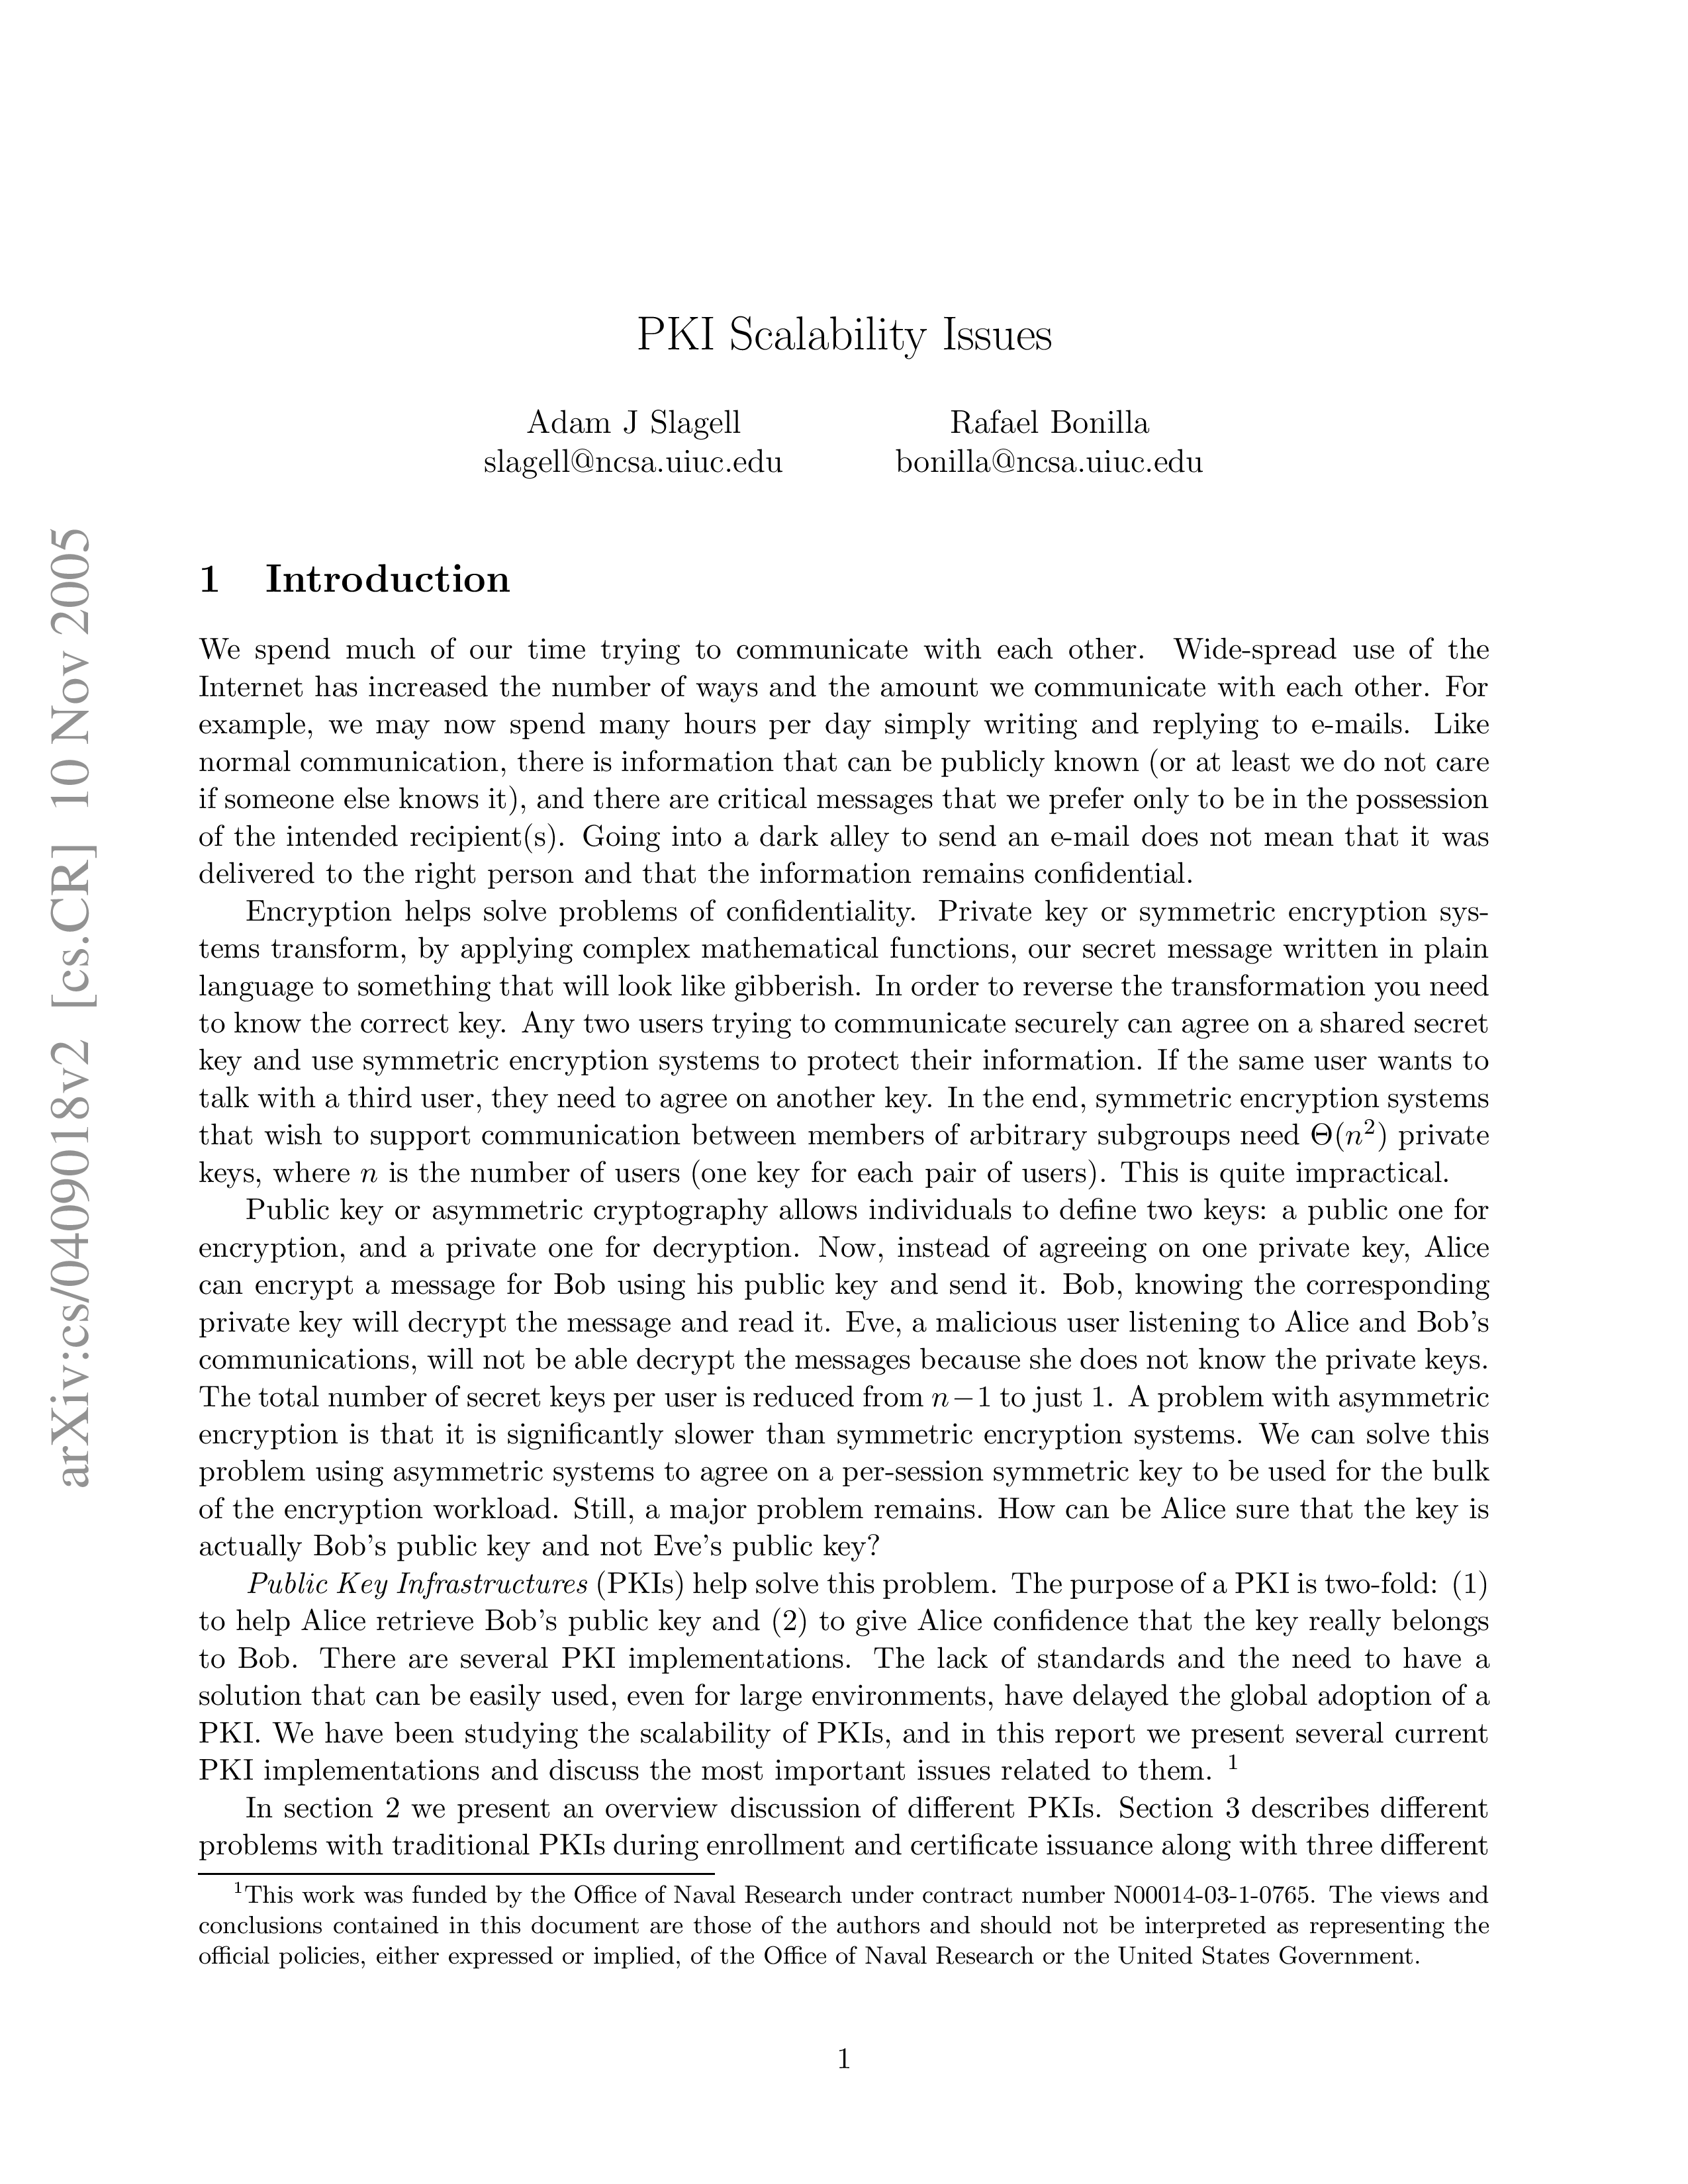 PKI Scalability Issues
Adam J Slagell
slagell@ncsa.uiuc.edu
Rafael Bonilla
bonilla@ncsa.uiuc.edu
arXiv:cs/0409018v2 [cs.CR] 10 Nov 2005
1 Introduction
We spend much of our time trying to communicate with each other. Wide-spread use of the
Internet has increased the number of ways and the amount we communicate with each other. For
example, we may now spend many hours per day simply writing and replying to e-mails. Like
normal communication, there is information that can be publicly known (or at least we do not care
if someone else knows it), and there are critical messages that we prefer only to be in the possession
of the intended recipient(s). Going into a dark alley to send an e-mail does not mean that it was
delivered to the right person and that the information remains confidential.
Encryption helps solve problems of confidentiality. Private key or symmetric encryption sys-
tems transform, by applying complex mathematical functions, our secret message written in plain
language to something that will look like gibberish. In order to reverse the transformation you need
to know the correct key. Any two users trying to communicate securely can agree on a shared secret
key and use symmetric encryption systems to protect their information. If the same user wants to
talk with a third user, they need to agree on another key. In the end, symmetric encryption systems
that wish to support communication between members of arbitrary subgroups need Θ(n²) private
keys, where n is the number of users (one key for each pair of users). This is quite impractical.
Public key or asymmetric cryptography allows individuals to define two keys: a public one for
encryption, and a private one for decryption. Now, instead of agreeing on one private key, Alice
can encrypt a message for Bob using his public key and send it. Bob, knowing the corresponding
private key will decrypt the message and read it. Eve, a malicious user listening to Alice and Bob's
communications, will not be able decrypt the messages because she does not know the private keys.
The total number of secret keys per user is reduced from n−1 to just 1. A problem with asymmetric
encryption is that it is significantly slower than symmetric encryption systems. We can solve this
problem using asymmetric systems to agree on a per-session symmetric key to be used for the bulk
of the encryption workload. Still, a major problem remains. How can be Alice sure that the key is
actually Bob's public key and not Eve's public key?
Public Key Infrastructures (PKIs) help solve this problem. The purpose of a PKI is two-fold: (1)
to help Alice retrieve Bob's public key and (2) to give Alice confidence that the key really belongs
to Bob. There are several PKI implementations. The lack of standards and the need to have a
solution that can be easily used, even for large environments, have delayed the global adoption of a
PKI. We have been studying the scalability of PKIs, and in this report we present several current
PKI implementations and discuss the most important issues related to them. ¹
In section 2 we present an overview discussion of different PKIs. Section 3 describes different
problems with traditional PKIs during enrollment and certificate issuance along with three different
¹This work was funded by the Office of Naval Research under contract number N00014-03-1-0765. The views and
conclusions contained in this document are those of the authors and should not be interpreted as representing the
official policies, either expressed or implied, of the Office of Naval Research or the United States Government.
1